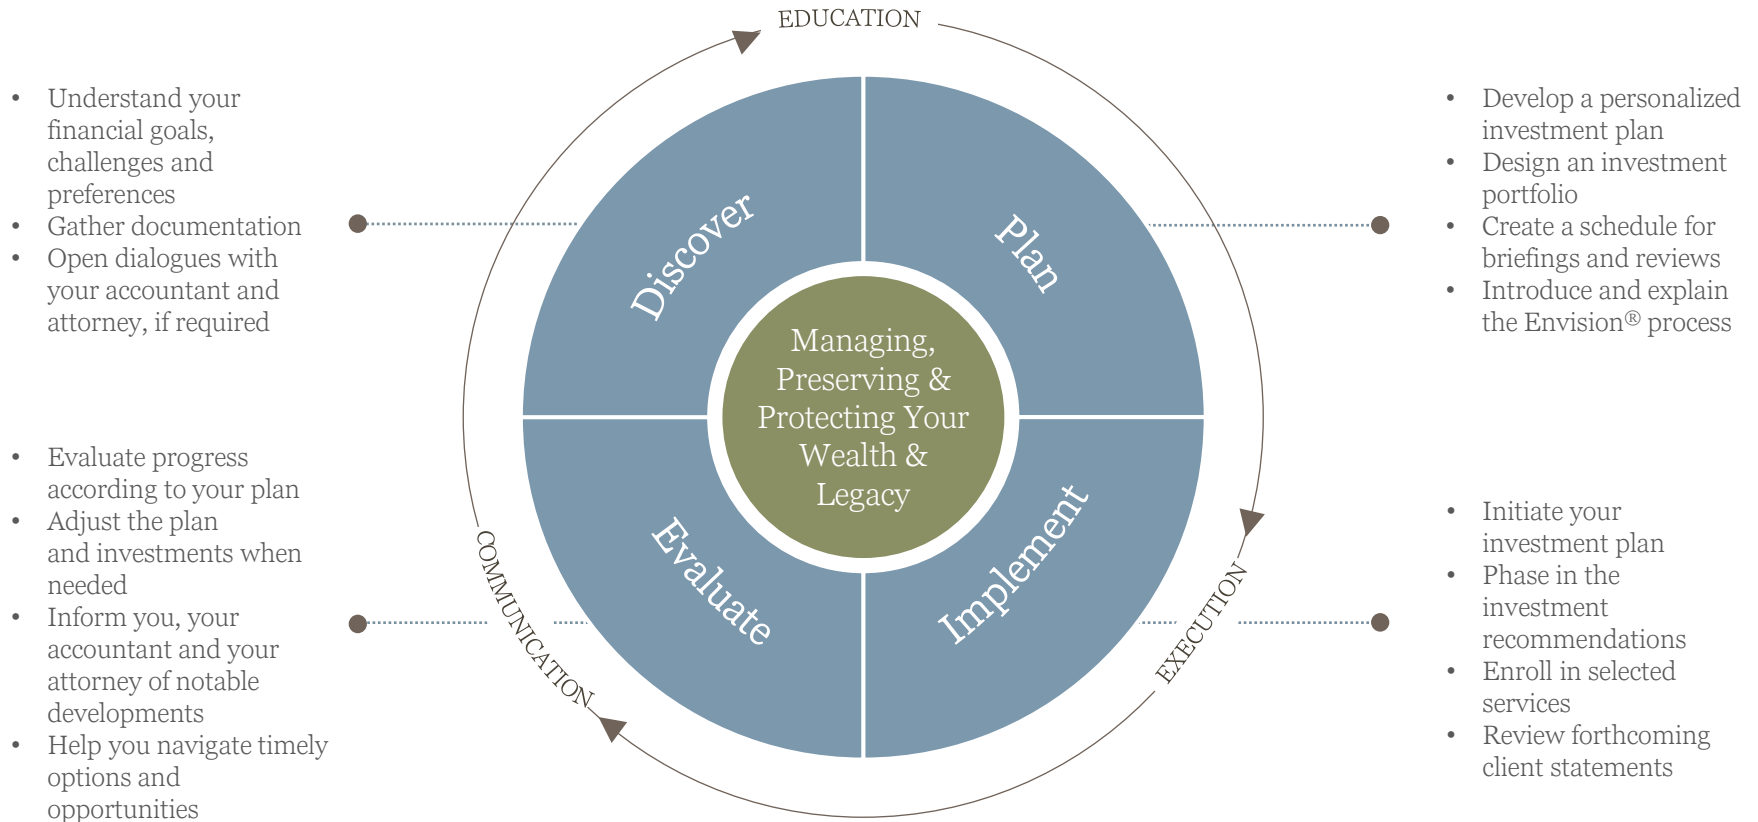 EDUCATION
• Understand your
financial goals,
challenges and
preferences
• Gather documentation
• Open dialogues with
your accountant and
attorney, if required
Discover
Plan
• Develop a personalized
investment plan
• Design an investment
portfolio
• Create a schedule for
briefings and reviews
• Introduce and explain
the Envision® process
Managing,
Preserving &
Protecting Your
Wealth &
Legacy
• Evaluate progress
according to your plan
• Adjust the plan
and investments when
needed
• Inform you, your
accountant and your
attorney of notable
developments
• Help you navigate timely
options and
opportunities
COMMUNICATION
Evaluate
Implement
EXECUTION
• Initiate your
investment plan
• Phase in the
investment
recommendations
• Enroll in selected
services
• Review forthcoming
client statements